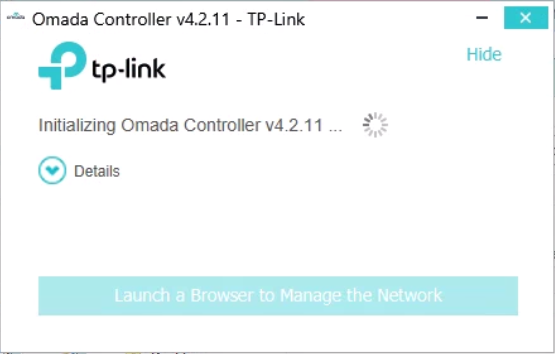 Omada Controller v4.2.11 - TP-Link
Hide
tp-link
Initializing Omada Controller v4.2.11 ...
Details
Launch a Browser to Manage the Network